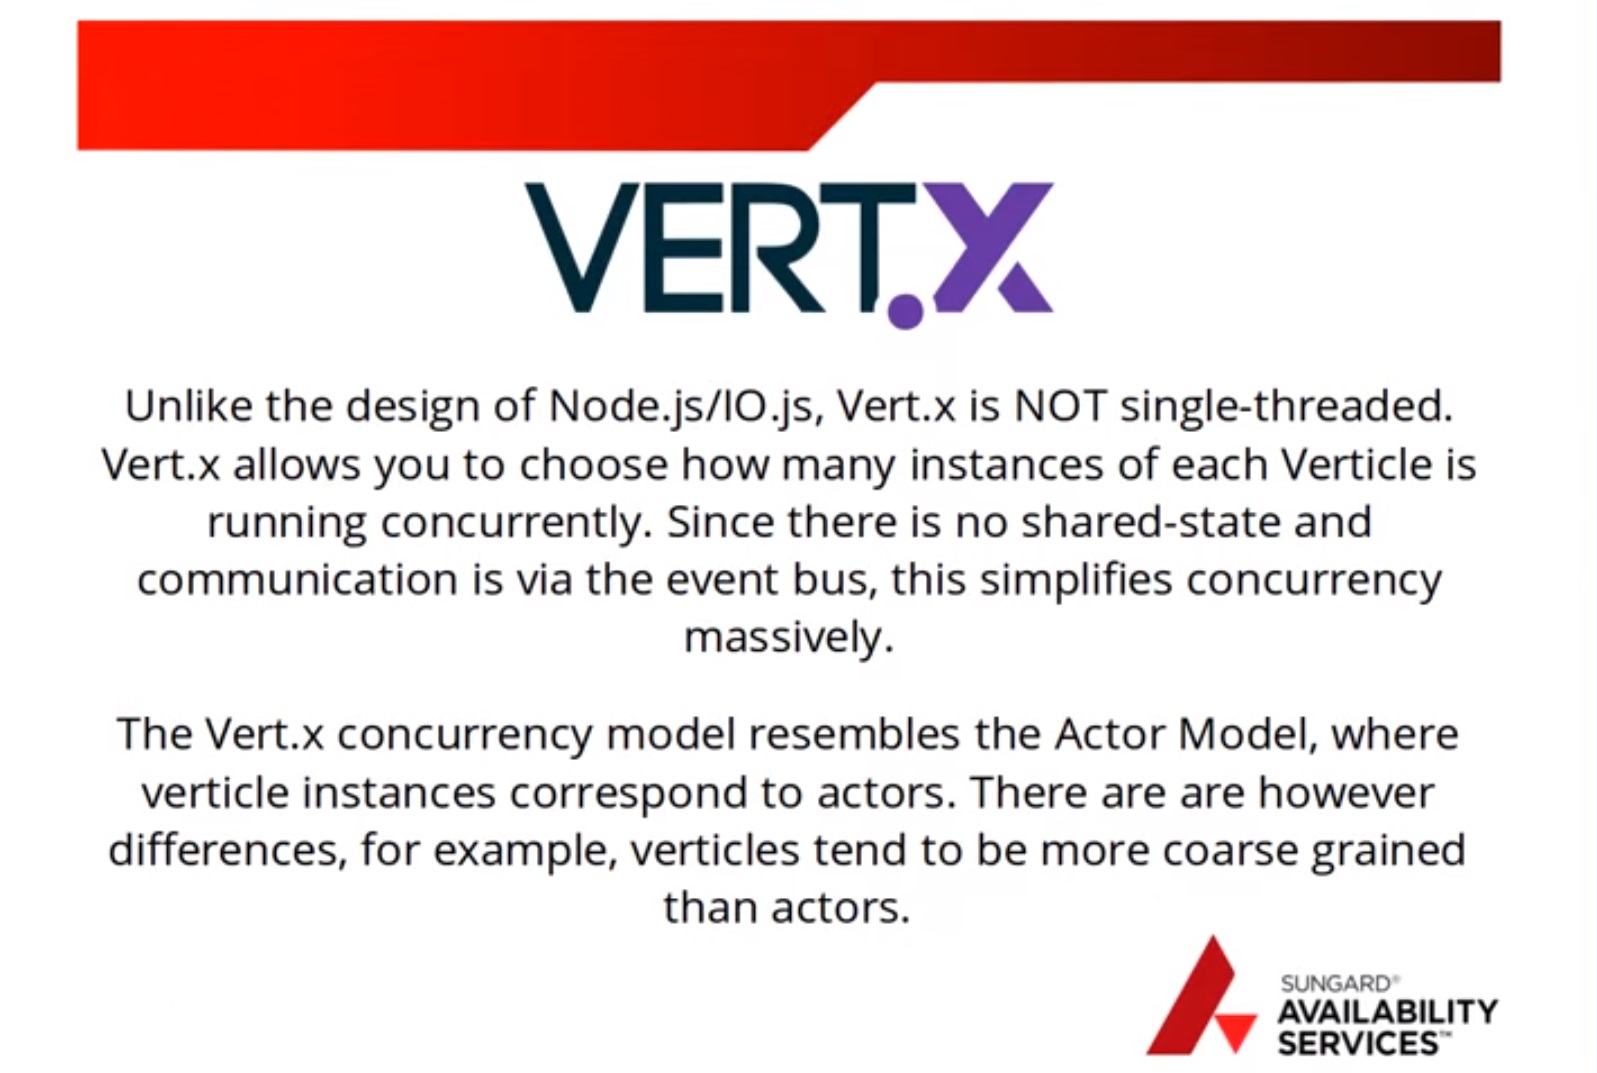 VERT.X
Unlike the design of Node.js/IO.js, Vert.x is NOT single-threaded.
Vert.x allows you to choose how many instances of each Verticle is
running concurrently. Since there is no shared-state and
communication is via the event bus, this simplifies concurrency
massively.
The Vert.x concurrency model resembles the Actor Model, where
verticle instances correspond to actors. There are are however
differences, for example, verticles tend to be more coarse grained
than actors.
SUNGARD®
AVAILABILITY
SERVICES™